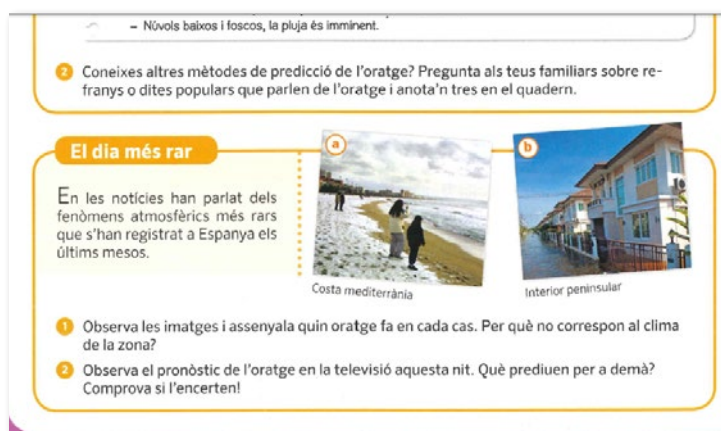 – Núvols baixos i foscos, la pluja és imminent.
2 Coneixes altres mètodes de predicció de l’oratge? Pregunta als teus familiars sobre re-
franys o dites populars que parlen de l’oratge i anota’n tres en el quadern.
El dia més rar
a
b
En les notícies han parlat dels
fenòmens atmosfèrics més rars
que s’han registrat a Espanya els
últims mesos.
Costa mediterrània
Interior peninsular
1 Observa les imatges i assenyala quin oratge fa en cada cas. Per què no correspon al clima
de la zona?
2 Observa el pronòstic de l’oratge en la televisió aquesta nit. Què prediuen per a demà?
Comprova si l’encerten!